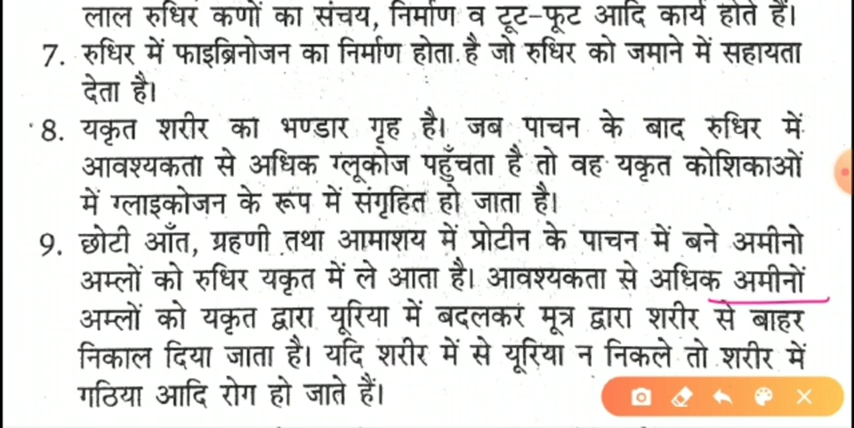 लाल रुधिर कणों का संचय, निर्माण व टूट-फूट आदि कार्य होते हैं।
7. रुधिर में फाइब्रिनोजन का निर्माण होता है जो रुधिर को जमाने में सहायता
देता है।
8. यकृत शरीर का भण्डार गृह है। जब पाचन के बाद रुधिर में
आवश्यकता से अधिक ग्लूकोज पहुँचता है तो वह यकृत कोशिकाओं
में ग्लाइकोजन के रूप में संगृहित हो जाता है।
9. छोटी आँत, ग्रहणी तथा आमाशय में प्रोटीन के पाचन में बने अमीनो
अम्लों को रुधिर यकृत में ले आता है। आवश्यकता से अधिक अमीनों
अम्लों को यकृत द्वारा यूरिया में बदलकर मूत्र द्वारा शरीर से बाहर
निकाल दिया जाता है। यदि शरीर में से यूरिया न निकले तो शरीर में
गठिया आदि रोग हो जाते हैं।